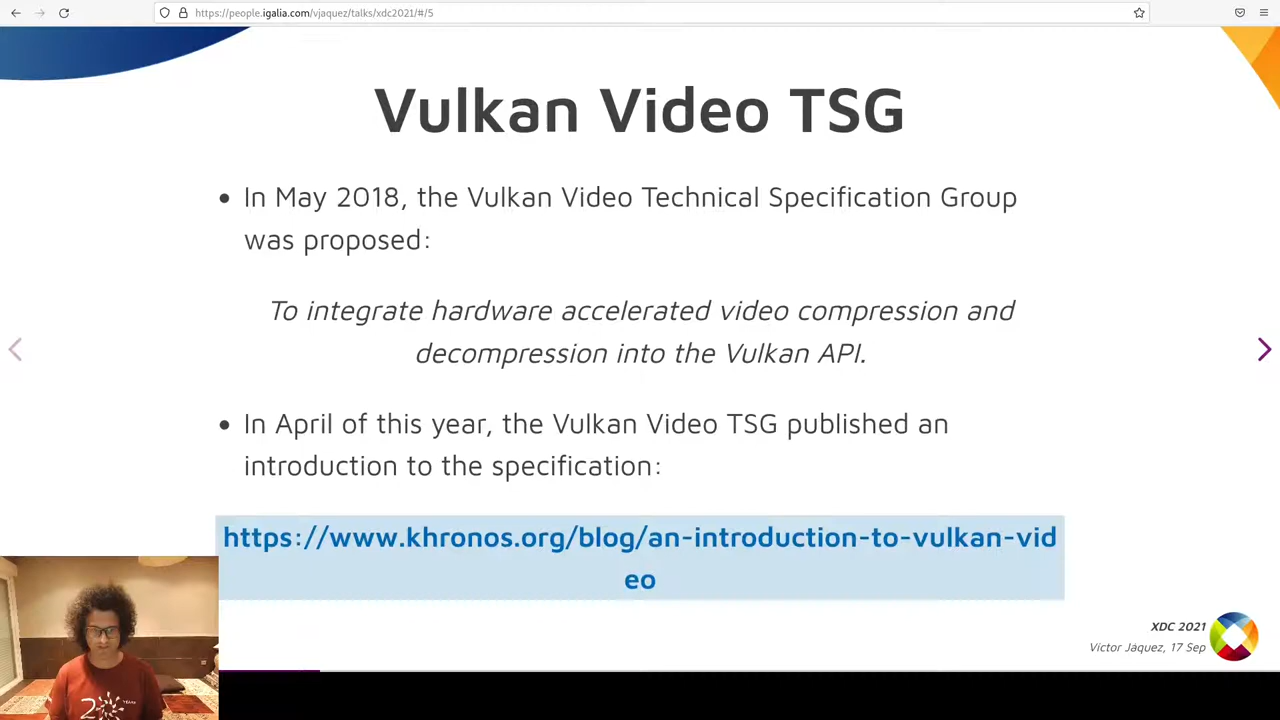 https://people.igalia.com/vjaquez/talks/xdc2021/#/5
Vulkan Video TSG
• In May 2018, the Vulkan Video Technical Specification Group
was proposed:
To integrate hardware accelerated video compression and
decompression into the Vulkan API.
• In April of this year, the Vulkan Video TSG published an
introduction to the specification:
https://www.khronos.org/blog/an-introduction-to-vulkan-vid
eo
XDC 2021
Víctor Jáquez, 17 Sep
20 YEARS